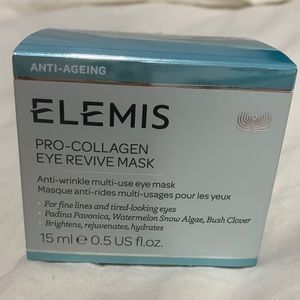 ANTI-AGEING
ELEMIS
PRO-COLLAGEN
EYE REVIVE MASK
Anti-wrinkle multi-use eye mask
Masque anti-rides multi-usages pour les yeux
• For fine lines and tired-looking eyes
• Padina Pavonica, Watermelon Snow Algae, Bush Clover
• Brightens, rejuvenates, hydrates
15 ml e 0.5 US fl.oz.